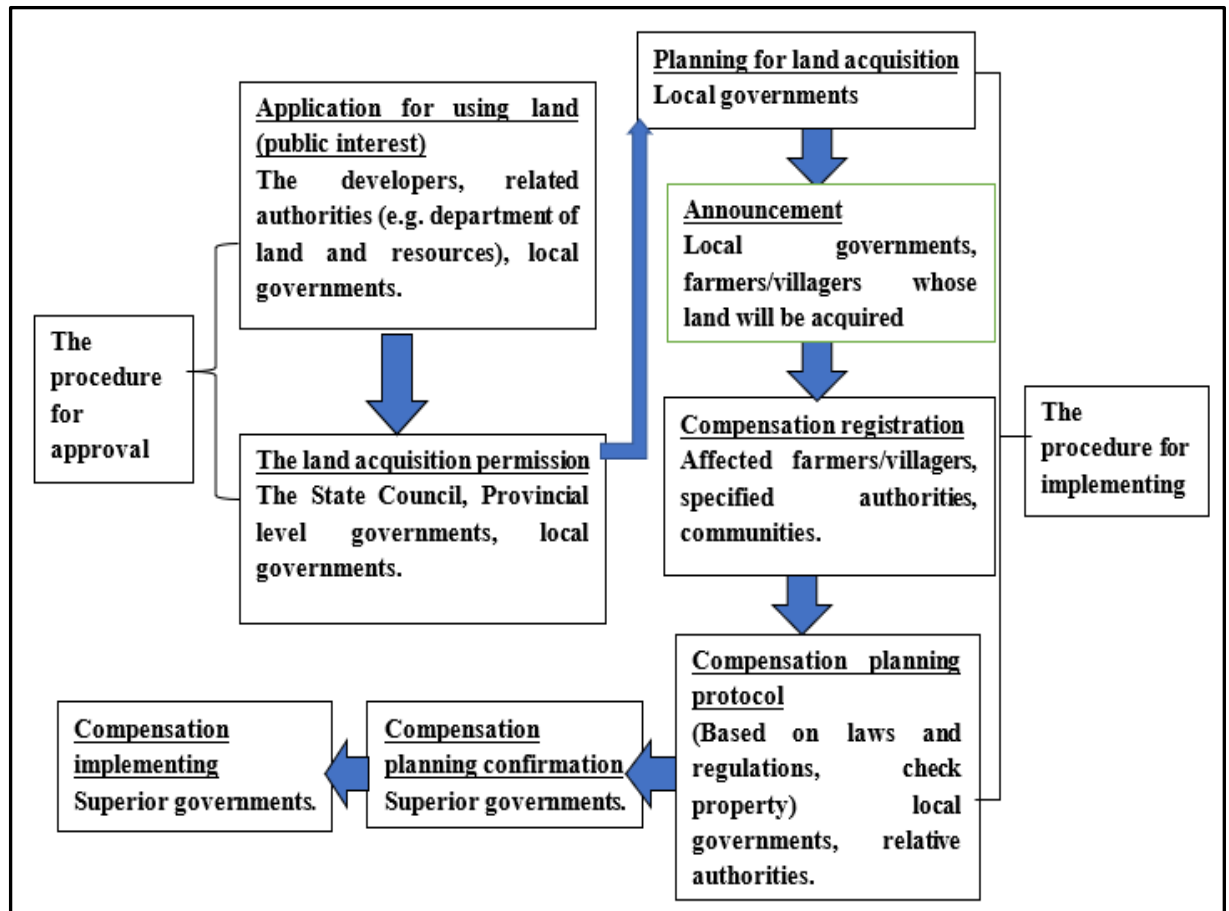 The
procedure
for
approval
Application for using land
(public interest)
The developers, related
authorities (e.g. department of
land and resources), local
governments.
The land acquisition permission
The State Council, Provincial
level governments, local
governments.
Planning for land acquisition
Local governments
Announcement
Local governments,
farmers/villagers whose
land will be acquired
Compensation registration
Affected farmers/villagers,
specified authorities,
communities.
The
procedure for
implementing
Compensation planning
protocol
(Based on laws and
regulations, check
property) local
governments, relative
authorities.
Compensation
planning confirmation
Superior governments.
Compensation
implementing
Superior governments.